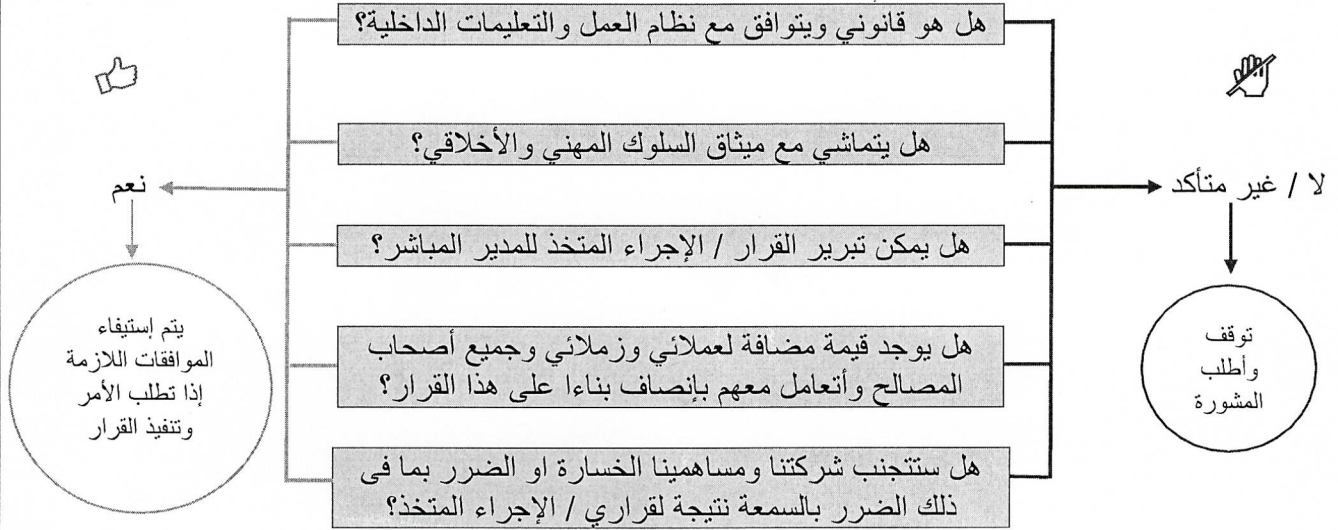 هل هو قانوني ويتوافق مع نظام العمل والتعليمات الداخلية؟
هل يتماشي مع ميثاق السلوك المهني والأخلاقي؟
هل يمكن تبرير القرار / الإجراء المتخذ للمدير المباشر؟
هل يوجد قيمة مضافة لعملائي وزملائي وجميع أصحاب
المصالح وأتعامل معهم بإنصاف بناءا على هذا القرار؟
هل ستتجنب شركتنا ومساهمينا الخسارة او الضرر بما فى
ذلك الضرر بالسمعة نتيجة لقراري / الإجراء المتخذ؟
لا / غير متأكد
توقف
وأطلب
المشورة
نعم
يتم إستيفاء
الموافقات اللازمة
إذا تطلب الأمر
وتنفيذ القرار